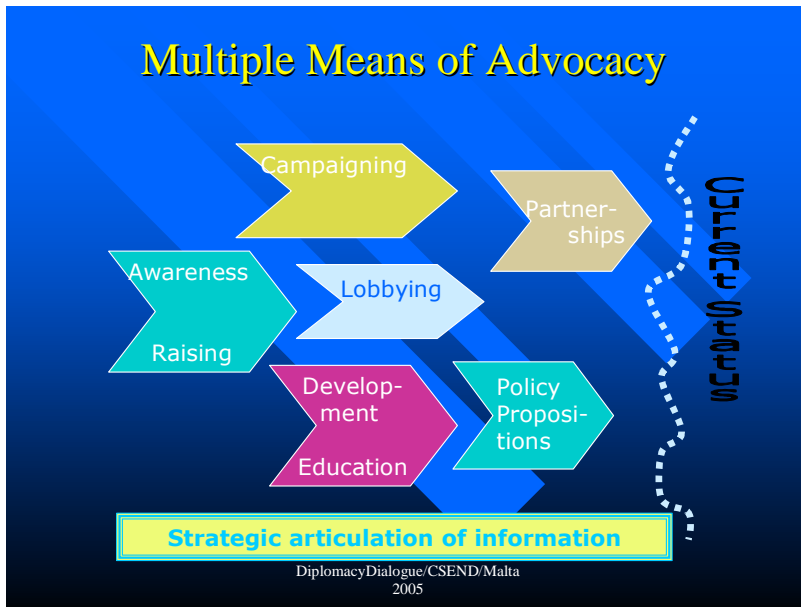 Multiple Means of Advocacy
Campaigning
Partner-
ships
Awareness
Raising
Lobbying
Develop-
ment
Education
Policy
Proposi-
tions
Current Status
Strategic articulation of information
DiplomacyDialogue/CSEND/Malta
2005